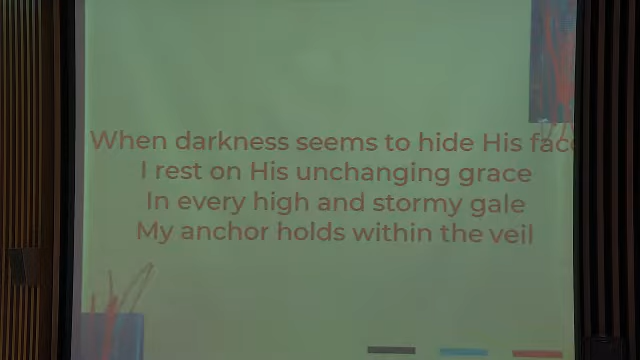 When darkness seems to hide His face
I rest on His unchanging grace
In every high and stormy gale
My anchor holds within the veil